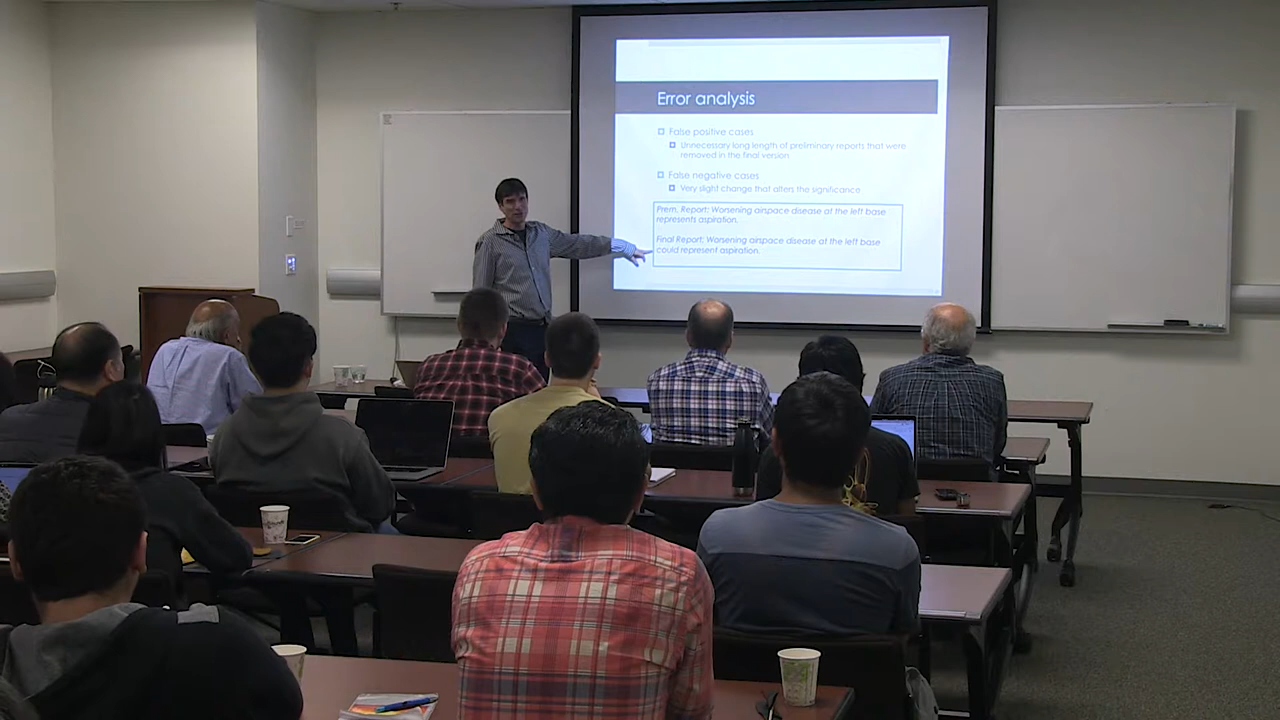 Error analysis
False positive cases
Unnecessary long length of preliminary reports that were
removed in the final version
False negative cases
Very slight change that alters the significance
Prem. Report: Worsening airspace disease at the left base
represents aspiration.
Final Report: Worsening airspace disease at the left base
could represent aspiration.